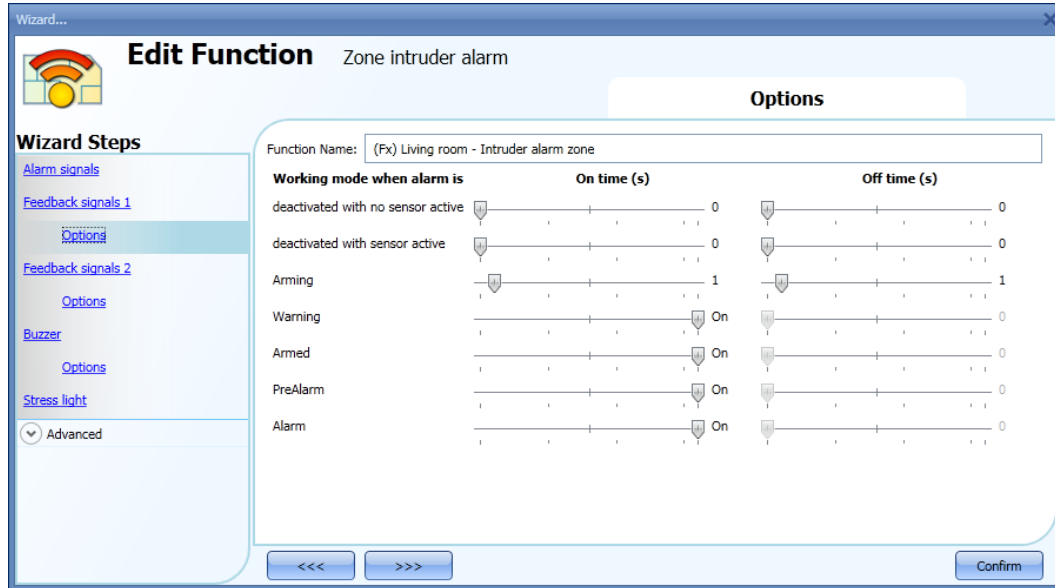 Wizard...
Edit Function Zone intruder alarm
Options
Wizard Steps
Alarm signals
Feedback signals 1
Options
Feedback signals 2
Options
Buzzer
Options
Stress light
Advanced
Function Name: (Fx) Living room - Intruder alarm zone
Working mode when alarm is On time (s) Off time (s)
deactivated with no sensor active 0 0
deactivated with sensor active 0 0
Arming 1 1
Warning On 0
Armed On 0
PreAlarm On 0
Alarm On 0
<<< >>> Confirm